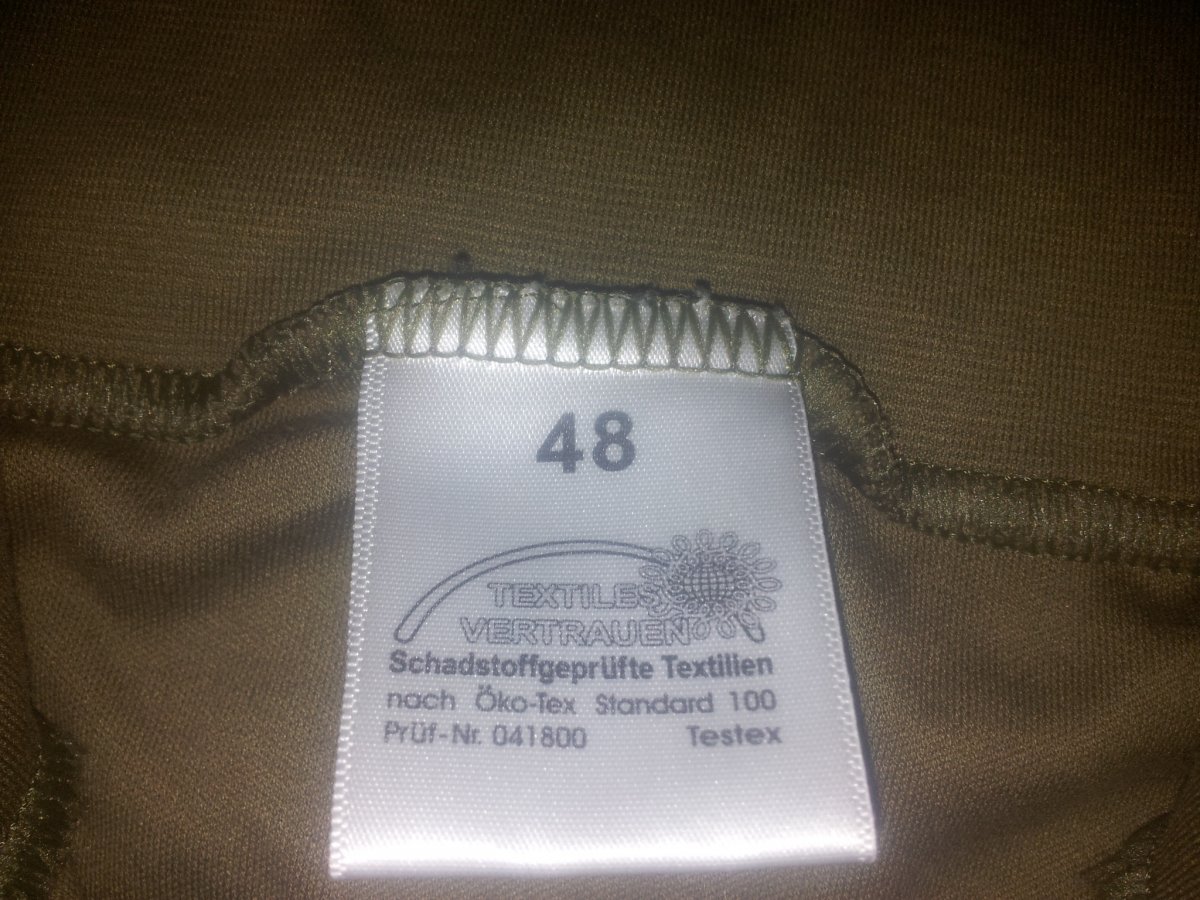 48
TEXTILES
VERTRAUEN
Schadstoffgeprüfte Textilien
nach Öko-Tex Standard 100
Prüf-Nr. 041800 Testex